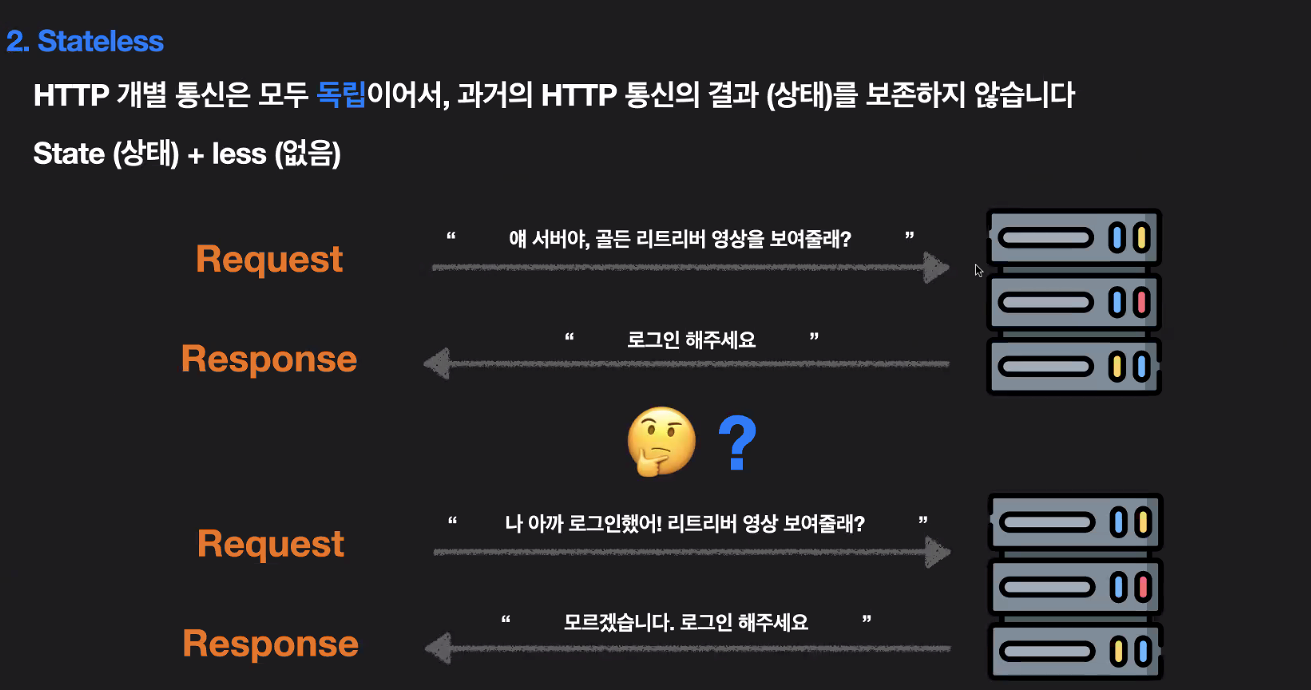 2. Stateless
HTTP 개별 통신은 모두 독립이어서, 과거의 HTTP 통신의 결과 (상태)를 보존하지 않습니다
State (상태) + less (없음)
Request
“ 얘 서버야, 골든 리트리버 영상을 보여줄래? ”
Response
“ 로그인 해주세요 ”
?
Request
“ 나 아까 로그인했어! 리트리버 영상 보여줄래? ”
Response
“ 모르겠습니다. 로그인 해주세요 ”